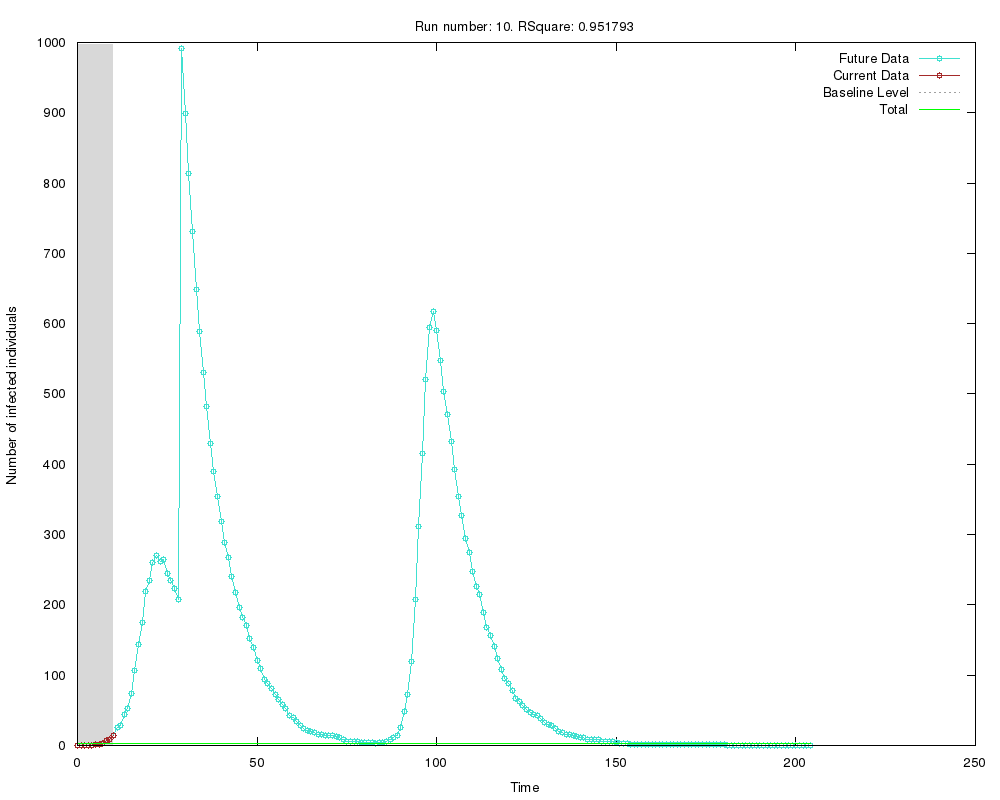 Run number: 10. RSquare: 0.951793
Future Data
Current Data
Baseline Level
Total
1000
900
800
700
600
500
400
300
200
100
0
0 50 100 150 200 250
Number of infected individuals
Time